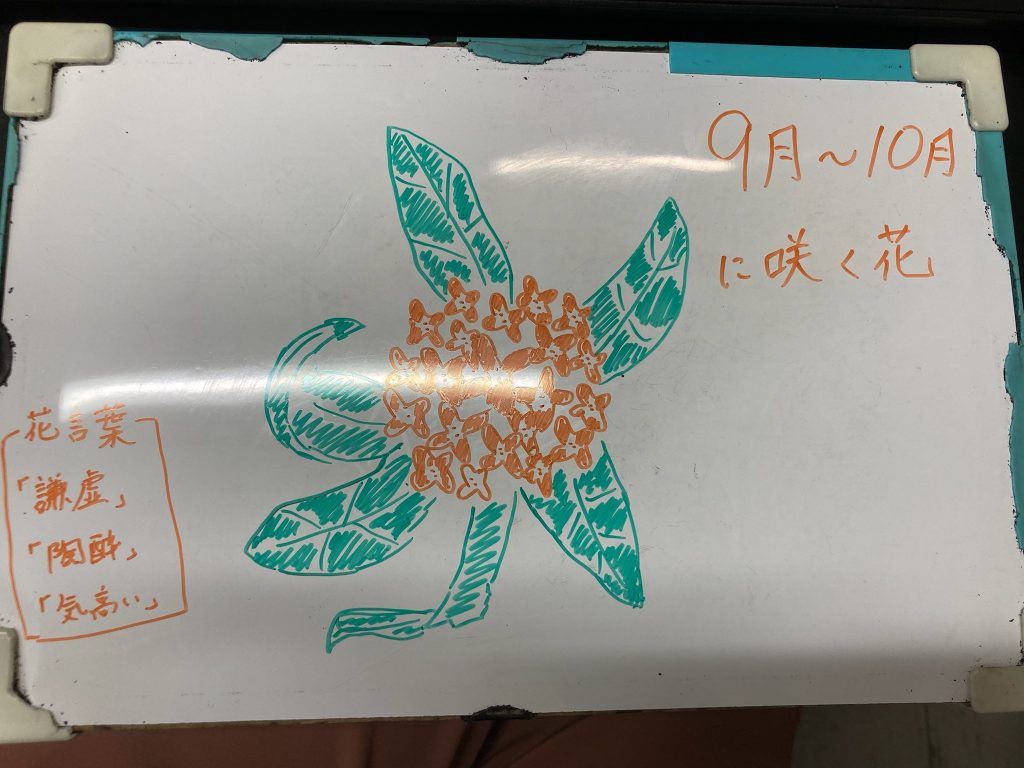 9月～10月
に咲く花
花言葉
「謙虚」
「陶酔」
「気高い」